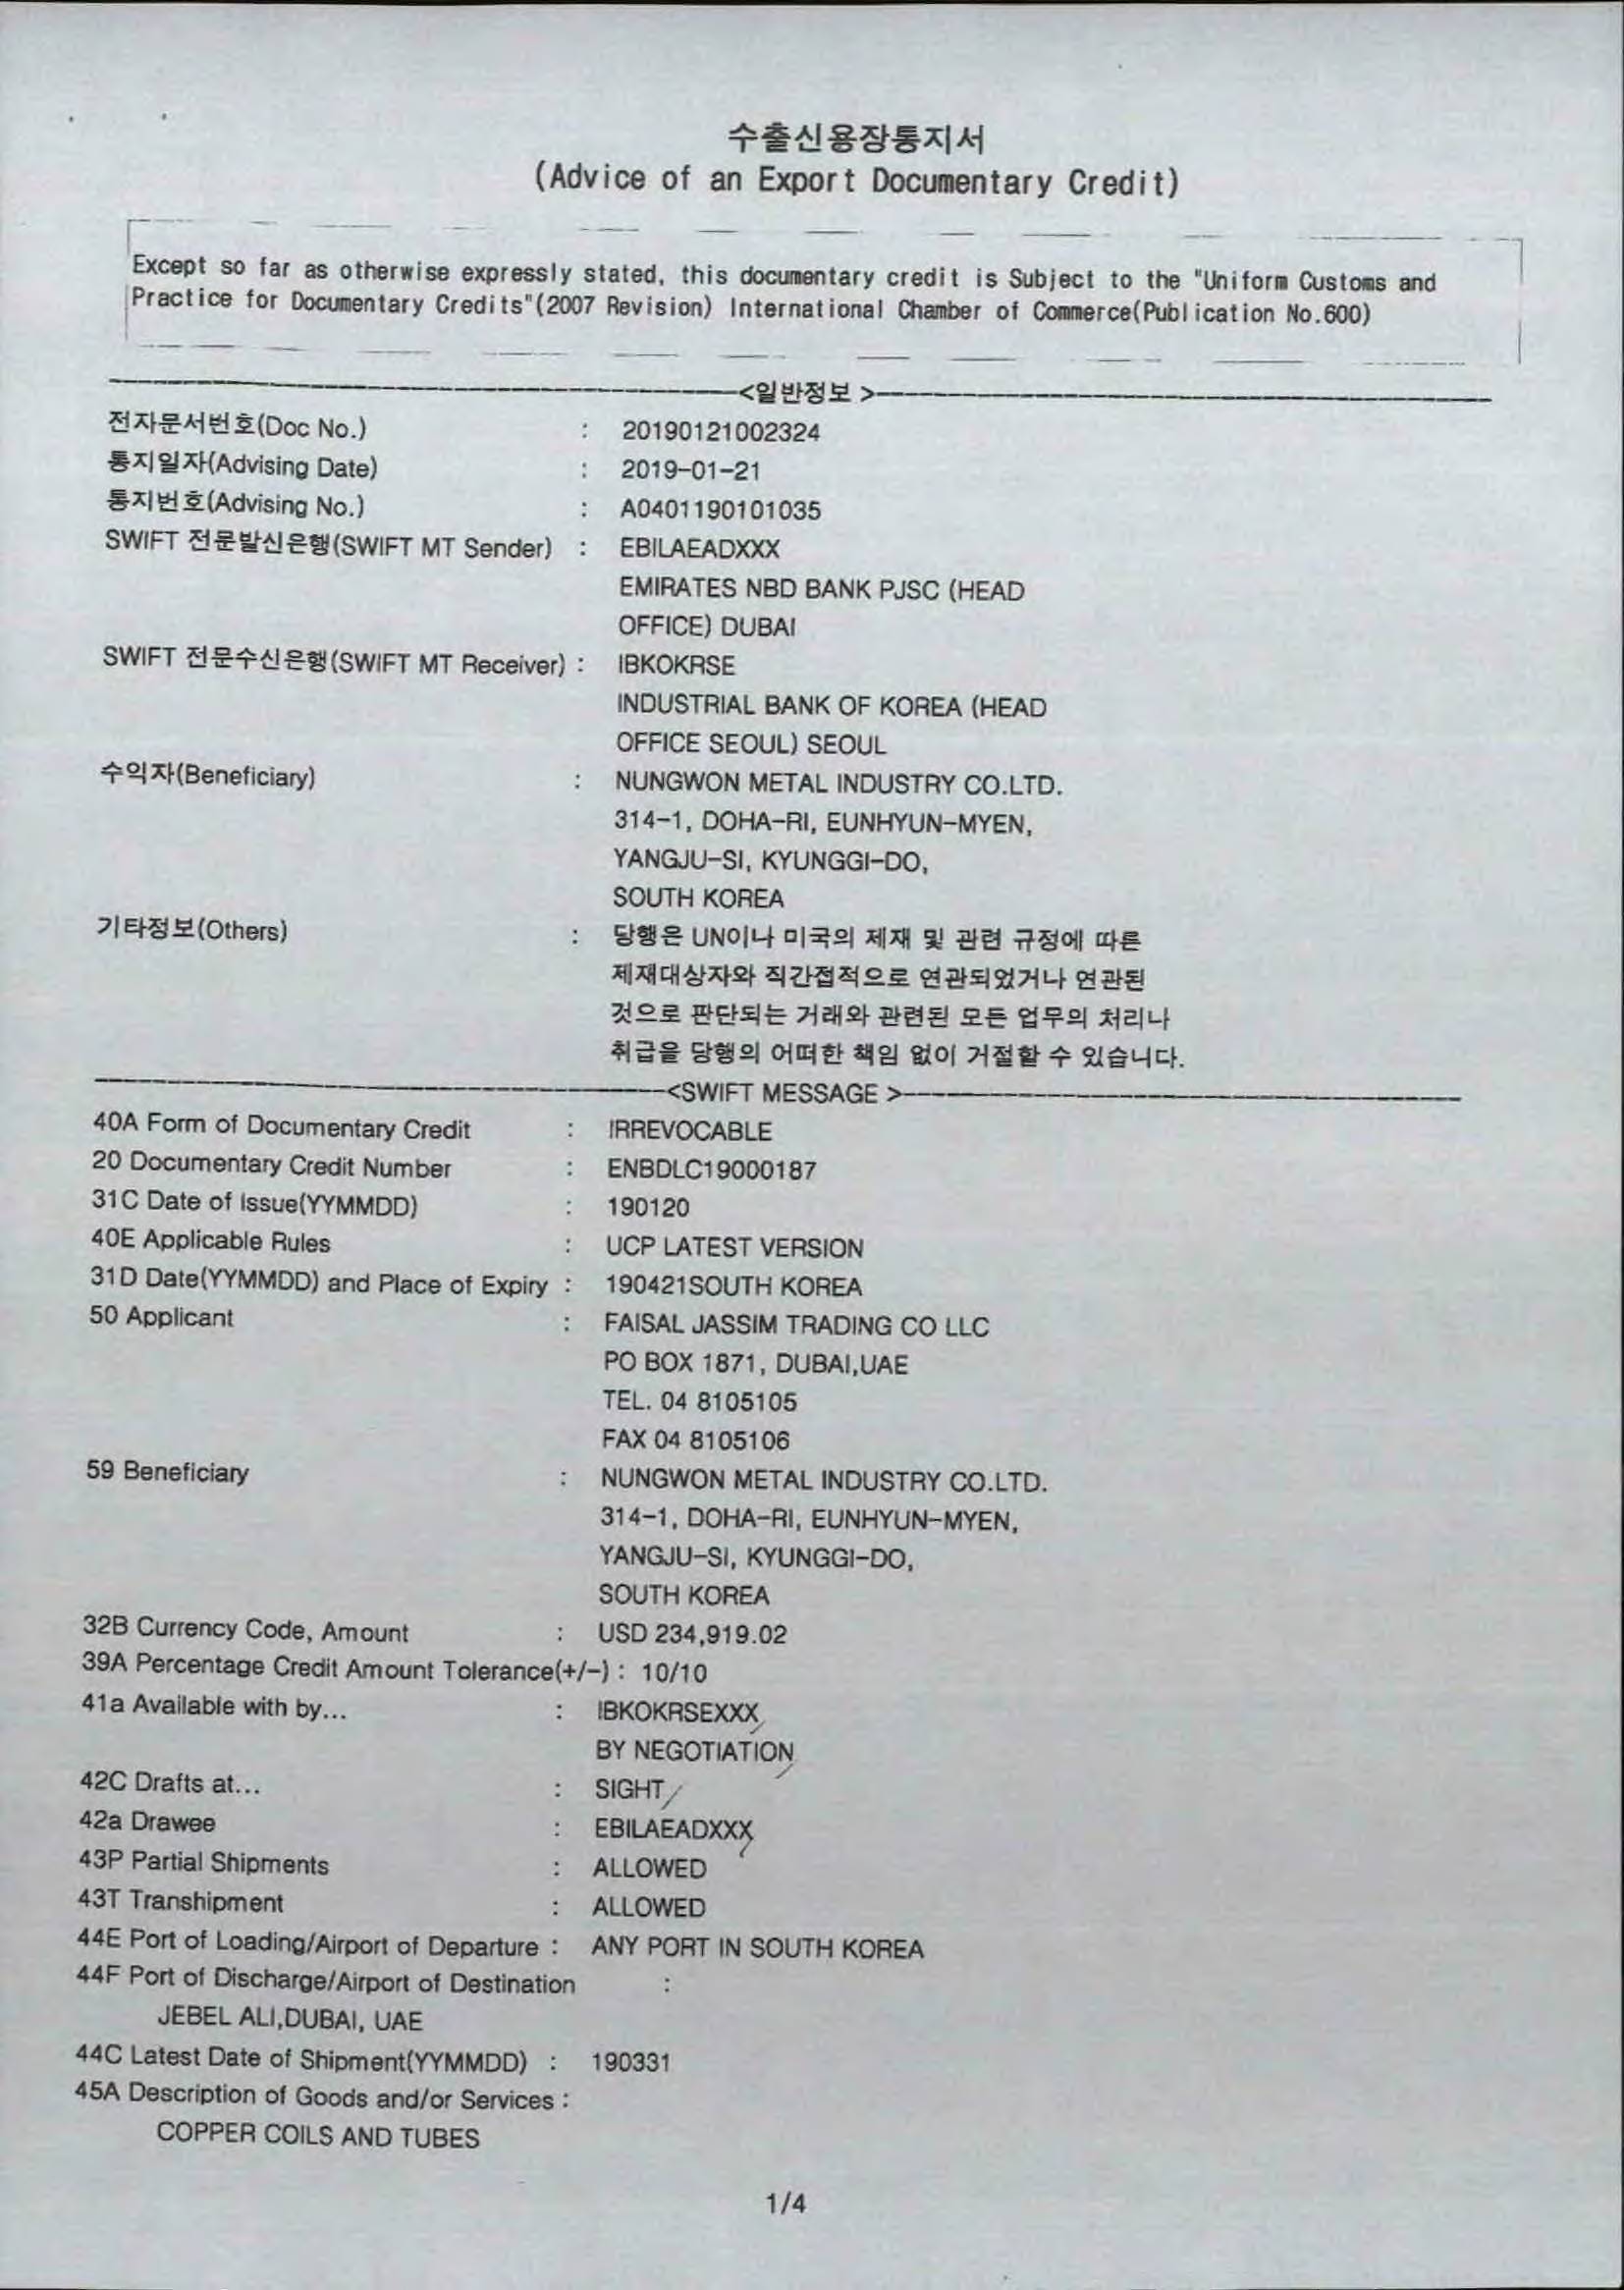 수출신용장통지서
(Advice of an Export Documentary Credit)
Except so far as otherwise expressly stated, this documentary credit is Subject to the "Uniform Customs and
Practice for Documentary Credits"(2007 Revision) International Chamber of Commerce(Publication No.600)
<일반정보 >
전자문서번호(Doc No.) : 20190121002324
통지일자(Advising Date) : 2019-01-21
통지번호(Advising No.) : A0401190101035
SWIFT 전문발신은행(SWIFT MT Sender) : EBILAEADXXX
EMIRATES NBD BANK PJSC (HEAD
OFFICE) DUBAI
SWIFT 전문수신은행(SWIFT MT Receiver) : IBKOKRSE
INDUSTRIAL BANK OF KOREA (HEAD
OFFICE SEOUL) SEOUL
수익자(Beneficiary) : NUNGWON METAL INDUSTRY CO.LTD.
314-1, DOHA-RI, EUNHYUN-MYEN,
YANGJU-SI, KYUNGGI-DO,
SOUTH KOREA
기타정보(Others) : 당행은 UN이나 미국의 제재 및 관련 규정에 따른
제재대상자와 직간접적으로 연관되었거나 연관된
것으로 판단되는 거래와 관련된 모든 업무의 처리나
취급을 당행의 어떠한 책임 없이 거절할 수 있습니다.
<SWIFT MESSAGE >
40A Form of Documentary Credit : IRREVOCABLE
20 Documentary Credit Number : ENBDLC19000187
31C Date of Issue(YYMMDD) : 190120
40E Applicable Rules : UCP LATEST VERSION
31D Date(YYMMDD) and Place of Expiry : 190421SOUTH KOREA
50 Applicant : FAISAL JASSIM TRADING CO LLC
PO BOX 1871, DUBAI,UAE
TEL. 04 8105105
FAX 04 8105106
59 Beneficiary : NUNGWON METAL INDUSTRY CO.LTD.
314-1, DOHA-RI, EUNHYUN-MYEN,
YANGJU-SI, KYUNGGI-DO,
SOUTH KOREA
32B Currency Code, Amount : USD 234,919.02
39A Percentage Credit Amount Tolerance(+/-) : 10/10
41a Available with by... : IBKOKRSEXXX
BY NEGOTIATION
42C Drafts at... : SIGHT
42a Drawee : EBILAEADXXX
43P Partial Shipments : ALLOWED
43T Transhipment : ALLOWED
44E Port of Loading/Airport of Departure : ANY PORT IN SOUTH KOREA
44F Port of Discharge/Airport of Destination :
JEBEL ALI,DUBAI, UAE
44C Latest Date of Shipment(YYMMDD) : 190331
45A Description of Goods and/or Services :
COPPER COILS AND TUBES
1/4